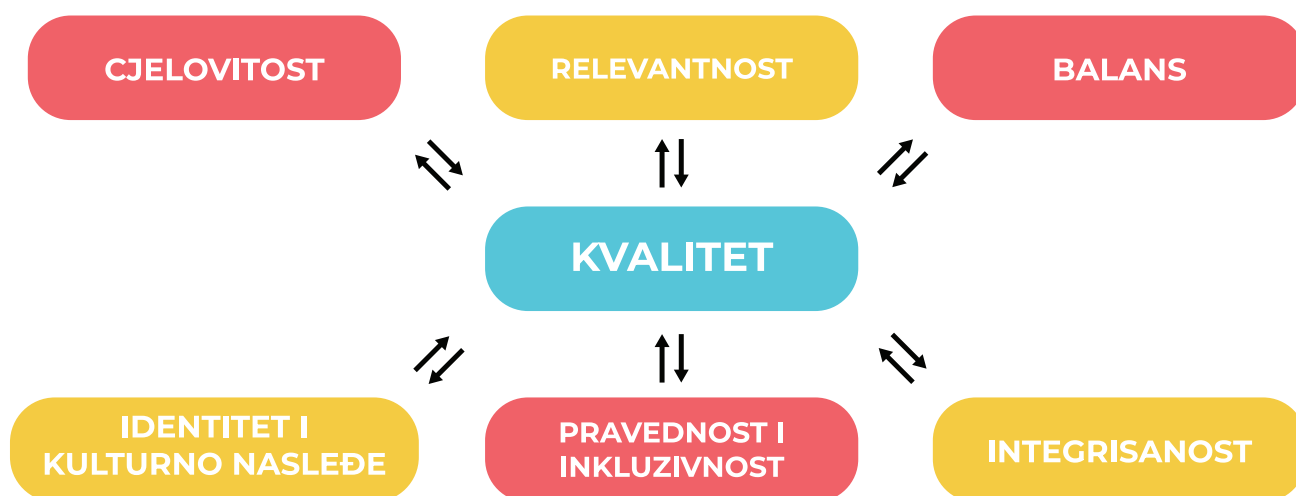 CJELOVITOST
RELEVANTNOST
BALANS
KVALITET
IDENTITET I
KULTURNO NASLEĐE
PRAVEDNOST I
INKLUZIVNOST
INTEGRISANOST